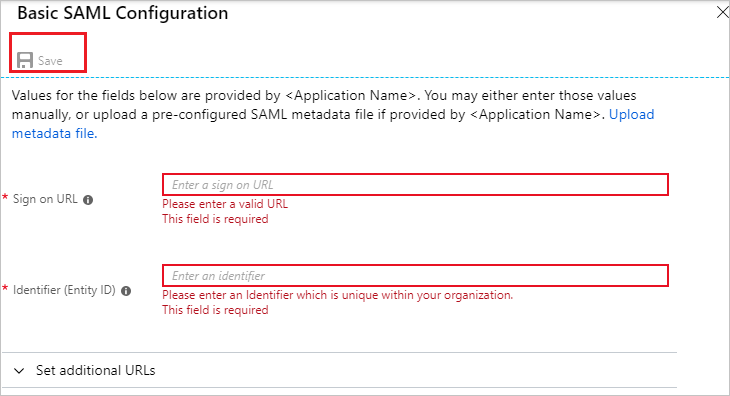 Basic SAML Configuration
Save
Values for the fields below are provided by <Application Name>. You may either enter those values
manually, or upload a pre-configured SAML metadata file if provided by <Application Name>. Upload
metadata file.
* Sign on URL
Enter a sign on URL
Please enter a valid URL
This field is required
* Identifier (Entity ID)
Enter an identifier
Please enter an Identifier which is unique within your organization.
This field is required
Set additional URLs